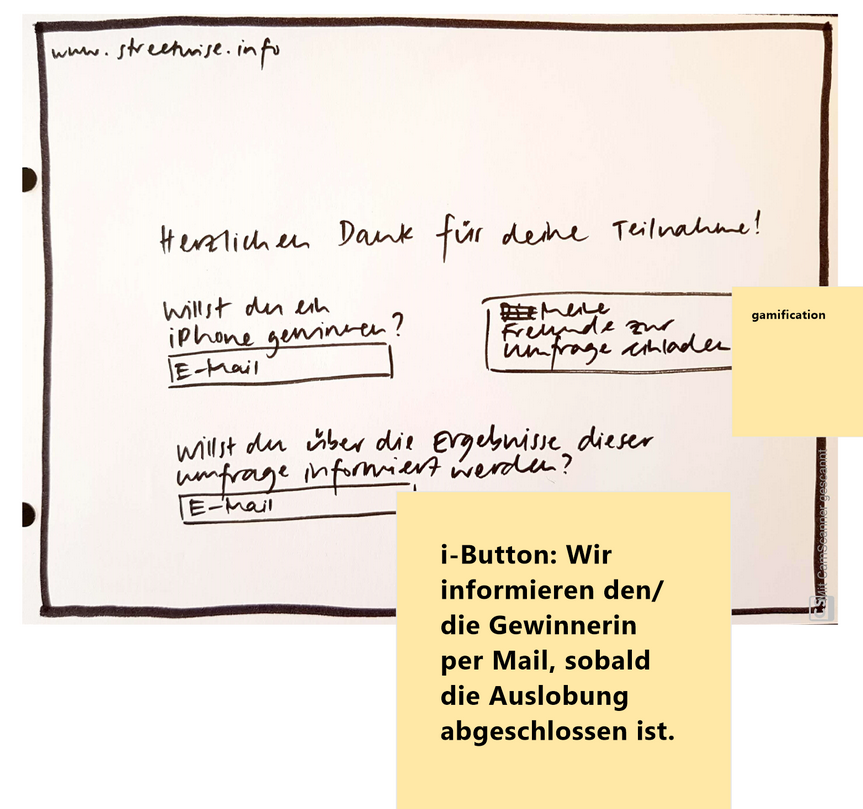 www.streetwise.info
Herzlichen Dank für deine Teilnahme!
Willst du ein
iPhone gewinnen?
E-Mail
meine
Freunde zur
Umfrage einladen
gamification
Willst du über die Ergebnisse dieser
Umfrage informiert werden?
E-Mail
i-Button: Wir
informieren den/
die Gewinnerin
per Mail, sobald
die Auslobung
abgeschlossen ist.
Mit CamScanner gescannt
CS